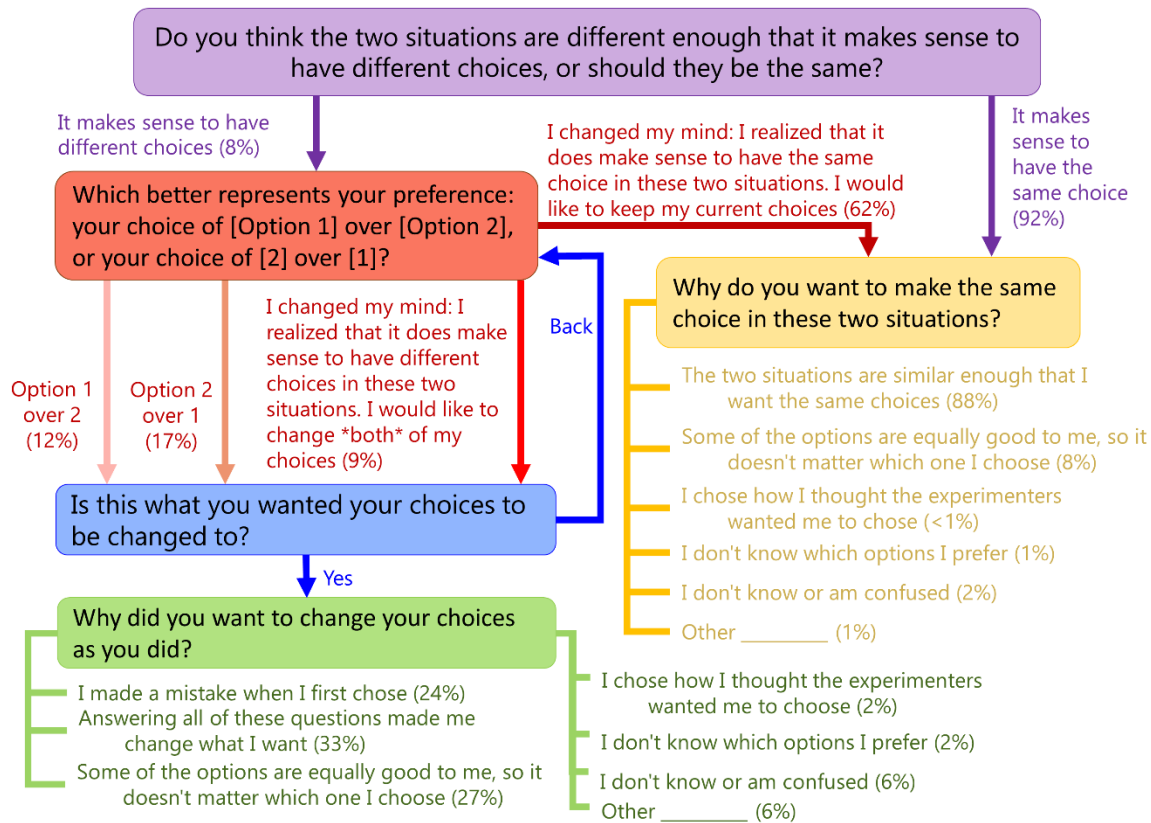 Do you think the two situations are different enough that it makes sense to
have different choices, or should they be the same?
It makes sense to have
different choices (8%)
I changed my mind: I realized that it
does make sense to have the same
choice in these two situations. I would
like to keep my current choices (62%)
It makes
sense to
have the
same choice
(92%)
Which better represents your preference:
your choice of [Option 1] over [Option 2],
or your choice of [2] over [1]?
Why do you want to make the same
choice in these two situations?
Option 1
over 2
(12%)
Option 2
over 1
(17%)
I changed my mind: I
realized that it does make
sense to have different
choices in these two
situations. I would like to
change *both* of my
choices (9%)
Back
The two situations are similar enough that I
want the same choices (88%)
Some of the options are equally good to me, so it
doesn't matter which one I choose (8%)
I chose how I thought the experimenters
wanted me to chose (<1%)
I don't know which options I prefer (1%)
I don't know or am confused (2%)
Other _________ (1%)
Is this what you wanted your choices to
be changed to?
Yes
Why did you want to change your choices
as you did?
I made a mistake when I first chose (24%)
Answering all of these questions made me
change what I want (33%)
Some of the options are equally good to me, so it
doesn't matter which one I choose (27%)
I chose how I thought the experimenters
wanted me to choose (2%)
I don't know which options I prefer (2%)
I don't know or am confused (6%)
Other _________ (6%)